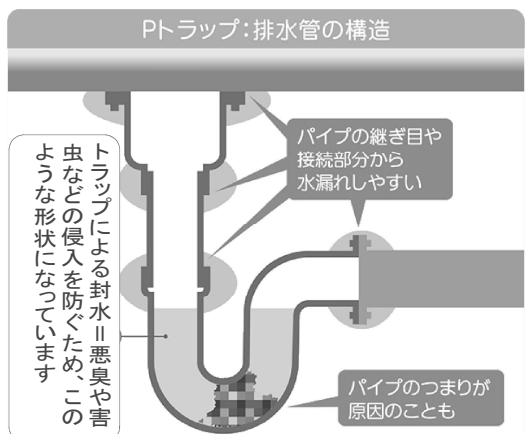 Pトラップ：排水管の構造
パイプの継ぎ目や
接続部分から
水漏れしやすい
トラップによる封水＝悪臭や害
虫などの侵入を防ぐため、この
ような形状になっています
パイプのつまりが
原因のことも